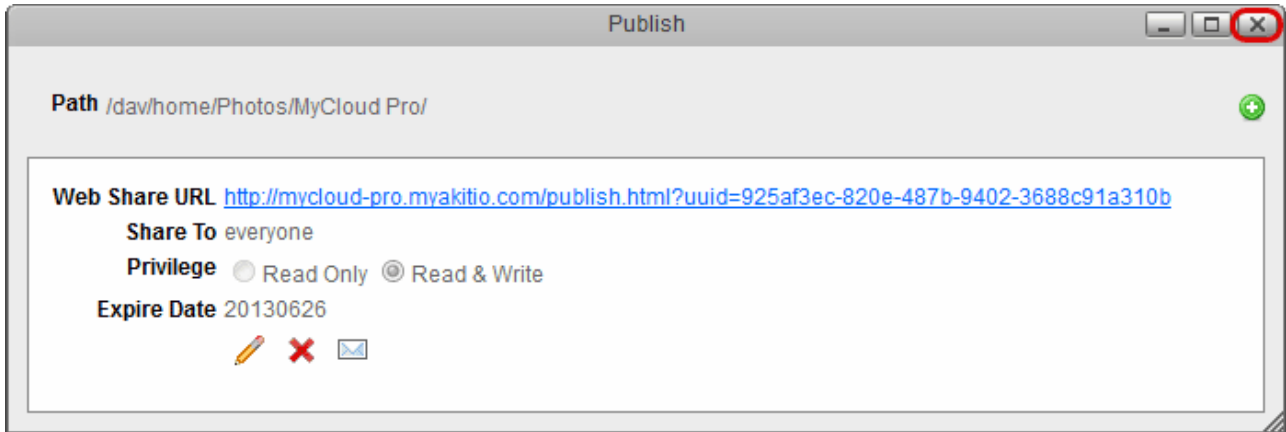 Publish
Path /dav/home/Photos/MyCloud Pro/
Web Share URL http://mycloud-pro.myakitio.com/publish.html?uuid=925af3ec-820e-487b-9402-3688c91a310b
Share To everyone
Privilege Read Only Read & Write
Expire Date 20130626